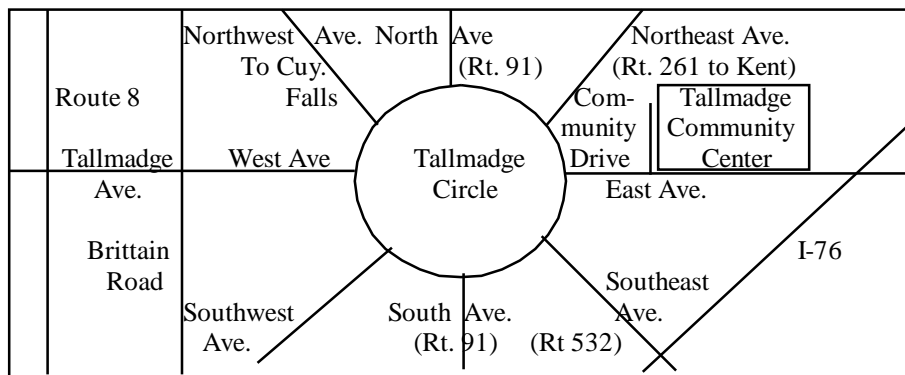 Northwest Ave. North Ave Northeast Ave.
To Cuy. (Rt. 91) (Rt. 261 to Kent)
Route 8 Falls Com- Tallmadge
munity Community
Tallmadge West Ave Tallmadge Drive Center
Ave. Circle East Ave.
Brittain I-76
Road Southeast
Southwest South Ave. Ave.
Ave. (Rt. 91) (Rt 532)